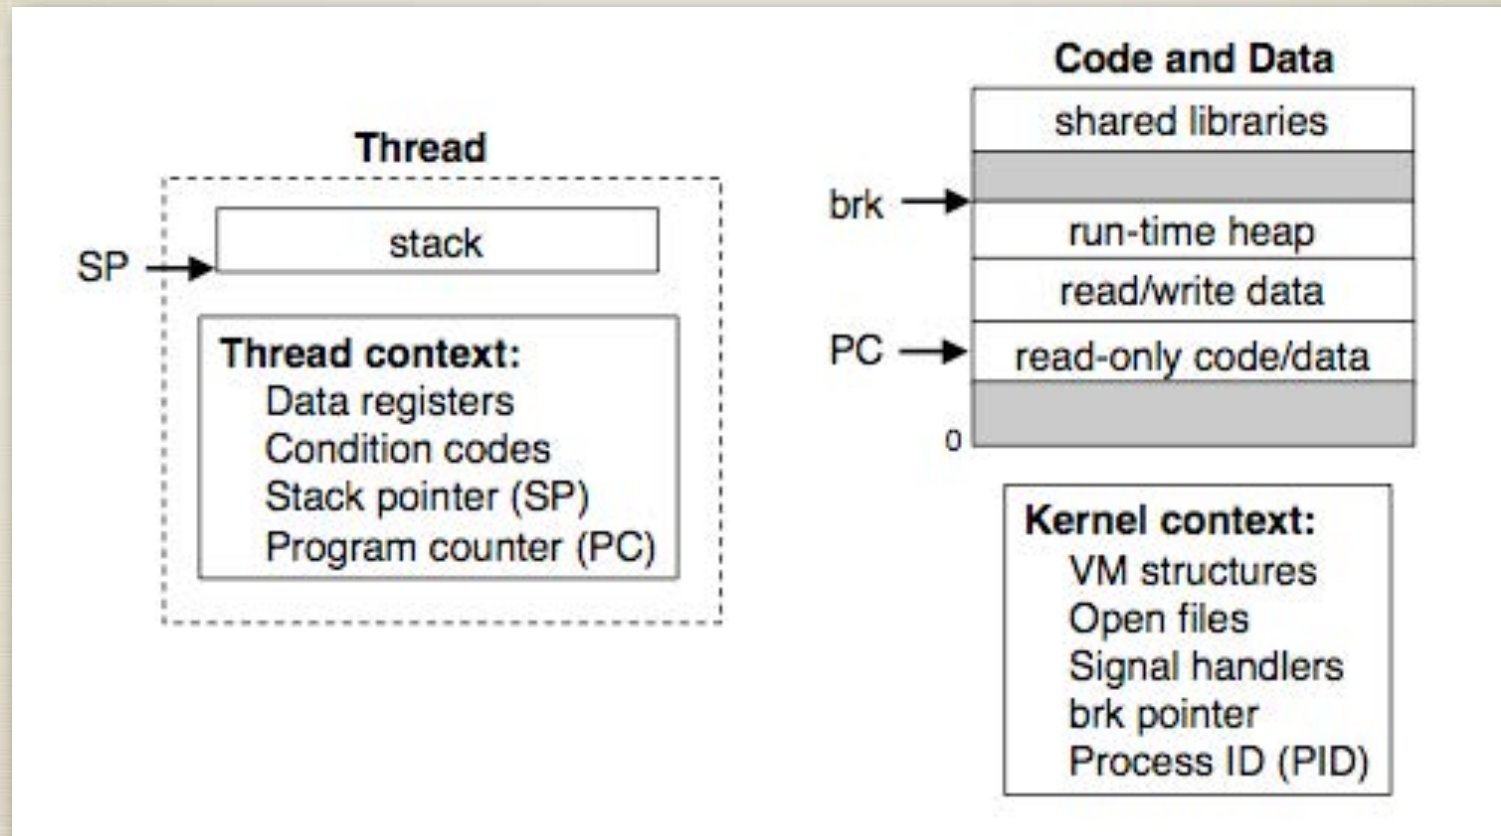 Thread
SP
stack
Thread context:
Data registers
Condition codes
Stack pointer (SP)
Program counter (PC)
Code and Data
shared libraries
brk
run-time heap
read/write data
PC
read-only code/data
0
Kernel context:
VM structures
Open files
Signal handlers
brk pointer
Process ID (PID)